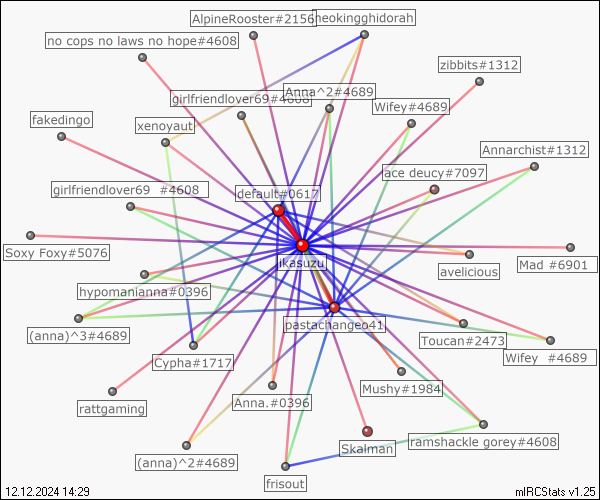 AlpineRooster#2156
heokingghidorah
no cops no laws no hope#4608
zibbits#1312
girlfriendlover69#4608
Anna^2#4689
Wifey#4689
fakedingo
xenoyaut
Annarchist#1312
ace deucy#7097
girlfriendlover69 #4608
default#0617
Soxy Foxy#5076
ikasuzu
avelicious
Mad #6901
hypomanianna#0396
pastachangeo41
(anna)^3#4689
Toucan#2473
Wifey #4689
Cypha#1717
Mushy#1984
rattgaming
Anna.#0396
Skalman
ramshackle gorey#4608
(anna)^2#4689
frisout
12.12.2024 14:29
mIRCStats v1.25